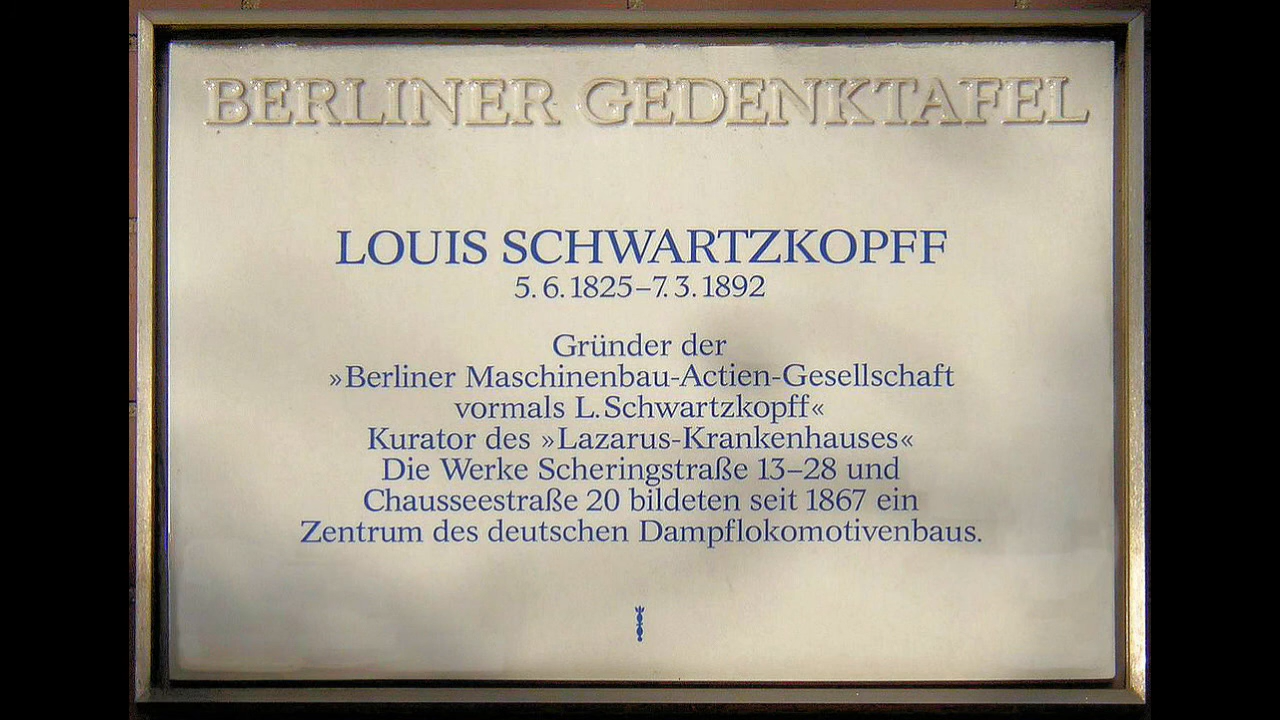 BERLINER GEDENKTAFEL
LOUIS SCHWARTZKOPFF
5. 6. 1825–7. 3. 1892
Gründer der
»Berliner Maschinenbau-Actien-Gesellschaft
vormals L. Schwartzkopff«
Kurator des »Lazarus-Krankenhauses«
Die Werke Scheringstraße 13–28 und
Chausseestraße 20 bildeten seit 1867 ein
Zentrum des deutschen Dampflokomotivenbaus.